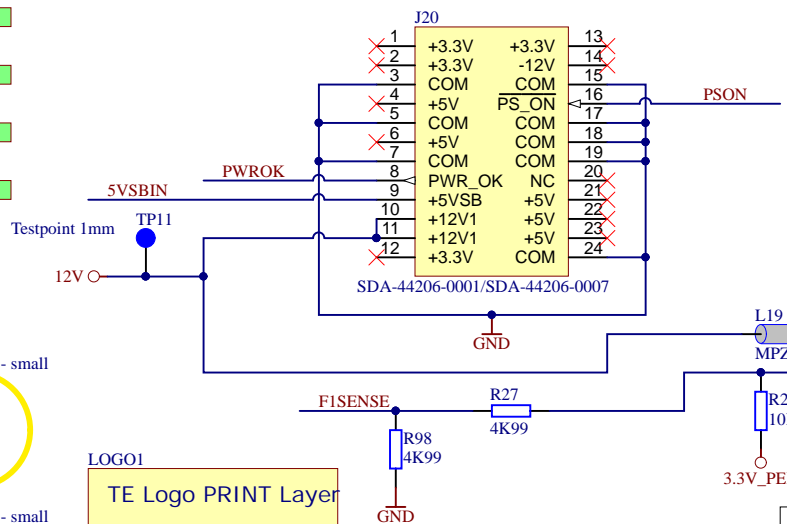 J20
1 +3.3V +3.3V 13
2 +3.3V -12V 14
3 COM COM 15
4 +5V PS_ON 16
PSON
5 COM COM 17
6 +5V COM 18
7 COM COM 19
PWROK
8 PWR_OK NC 20
5VSBIN
9 +5VSB +5V 21
10 +12V1 +5V 22
11 +12V1 +5V 23
12 +3.3V COM 24
Testpoint 1mm
TP11
12V
SDA-44206-0001/SDA-44206-0007
GND
L19
MPZ
- small
F1SENSE
R27
4K99
R98
4K99
GND
3.3V_PE
LOGO1
TE Logo PRINT Layer
- small